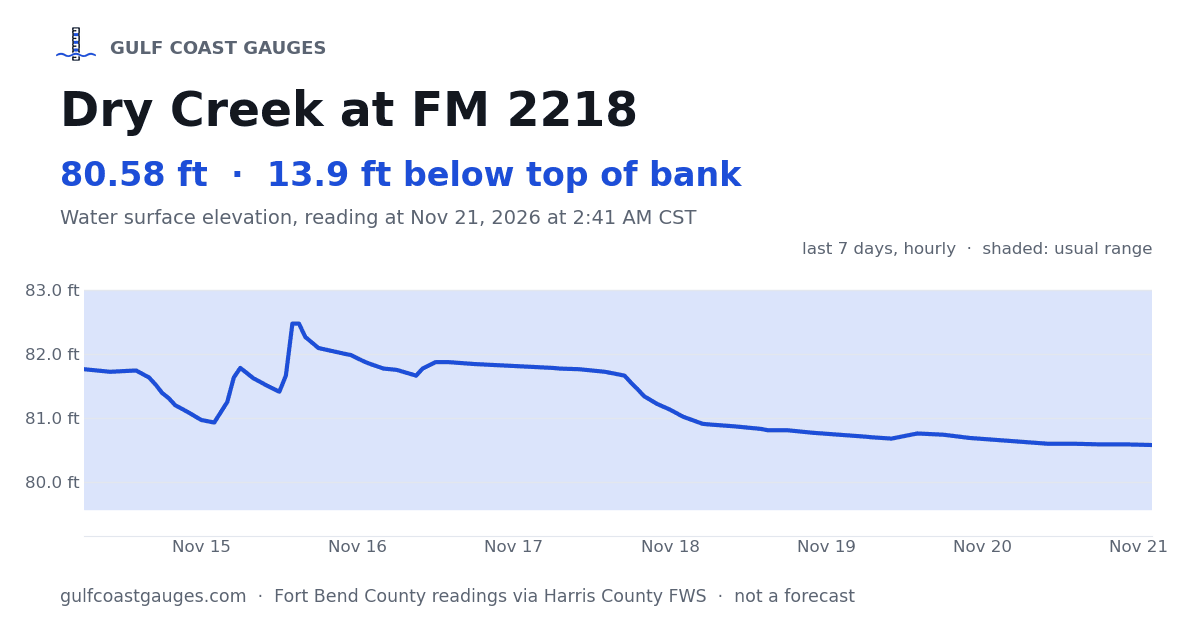 GULF COAST GAUGES
Dry Creek at FM 2218
80.58 ft · 13.9 ft below top of bank
Water surface elevation, reading at Nov 21, 2026 at 2:41 AM CST
last 7 days, hourly · shaded: usual range
83.0 ft
82.0 ft
81.0 ft
80.0 ft
Nov 15 Nov 16 Nov 17 Nov 18 Nov 19 Nov 20 Nov 21
gulfcoastgauges.com · Fort Bend County readings via Harris County FWS · not a forecast